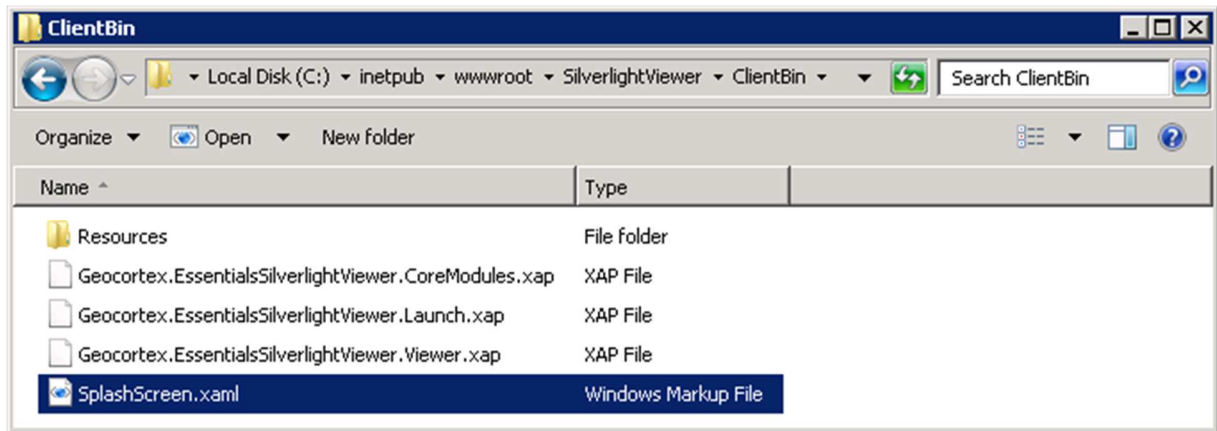 ClientBin
Local Disk (C:) inetpub wwwroot SilverlightViewer ClientBin Search ClientBin
Organize Open New folder
Name Type
Resources File folder
Geocortex.EssentialsSilverlightViewer.CoreModules.xap XAP File
Geocortex.EssentialsSilverlightViewer.Launch.xap XAP File
Geocortex.EssentialsSilverlightViewer.Viewer.xap XAP File
SplashScreen.xaml Windows Markup File